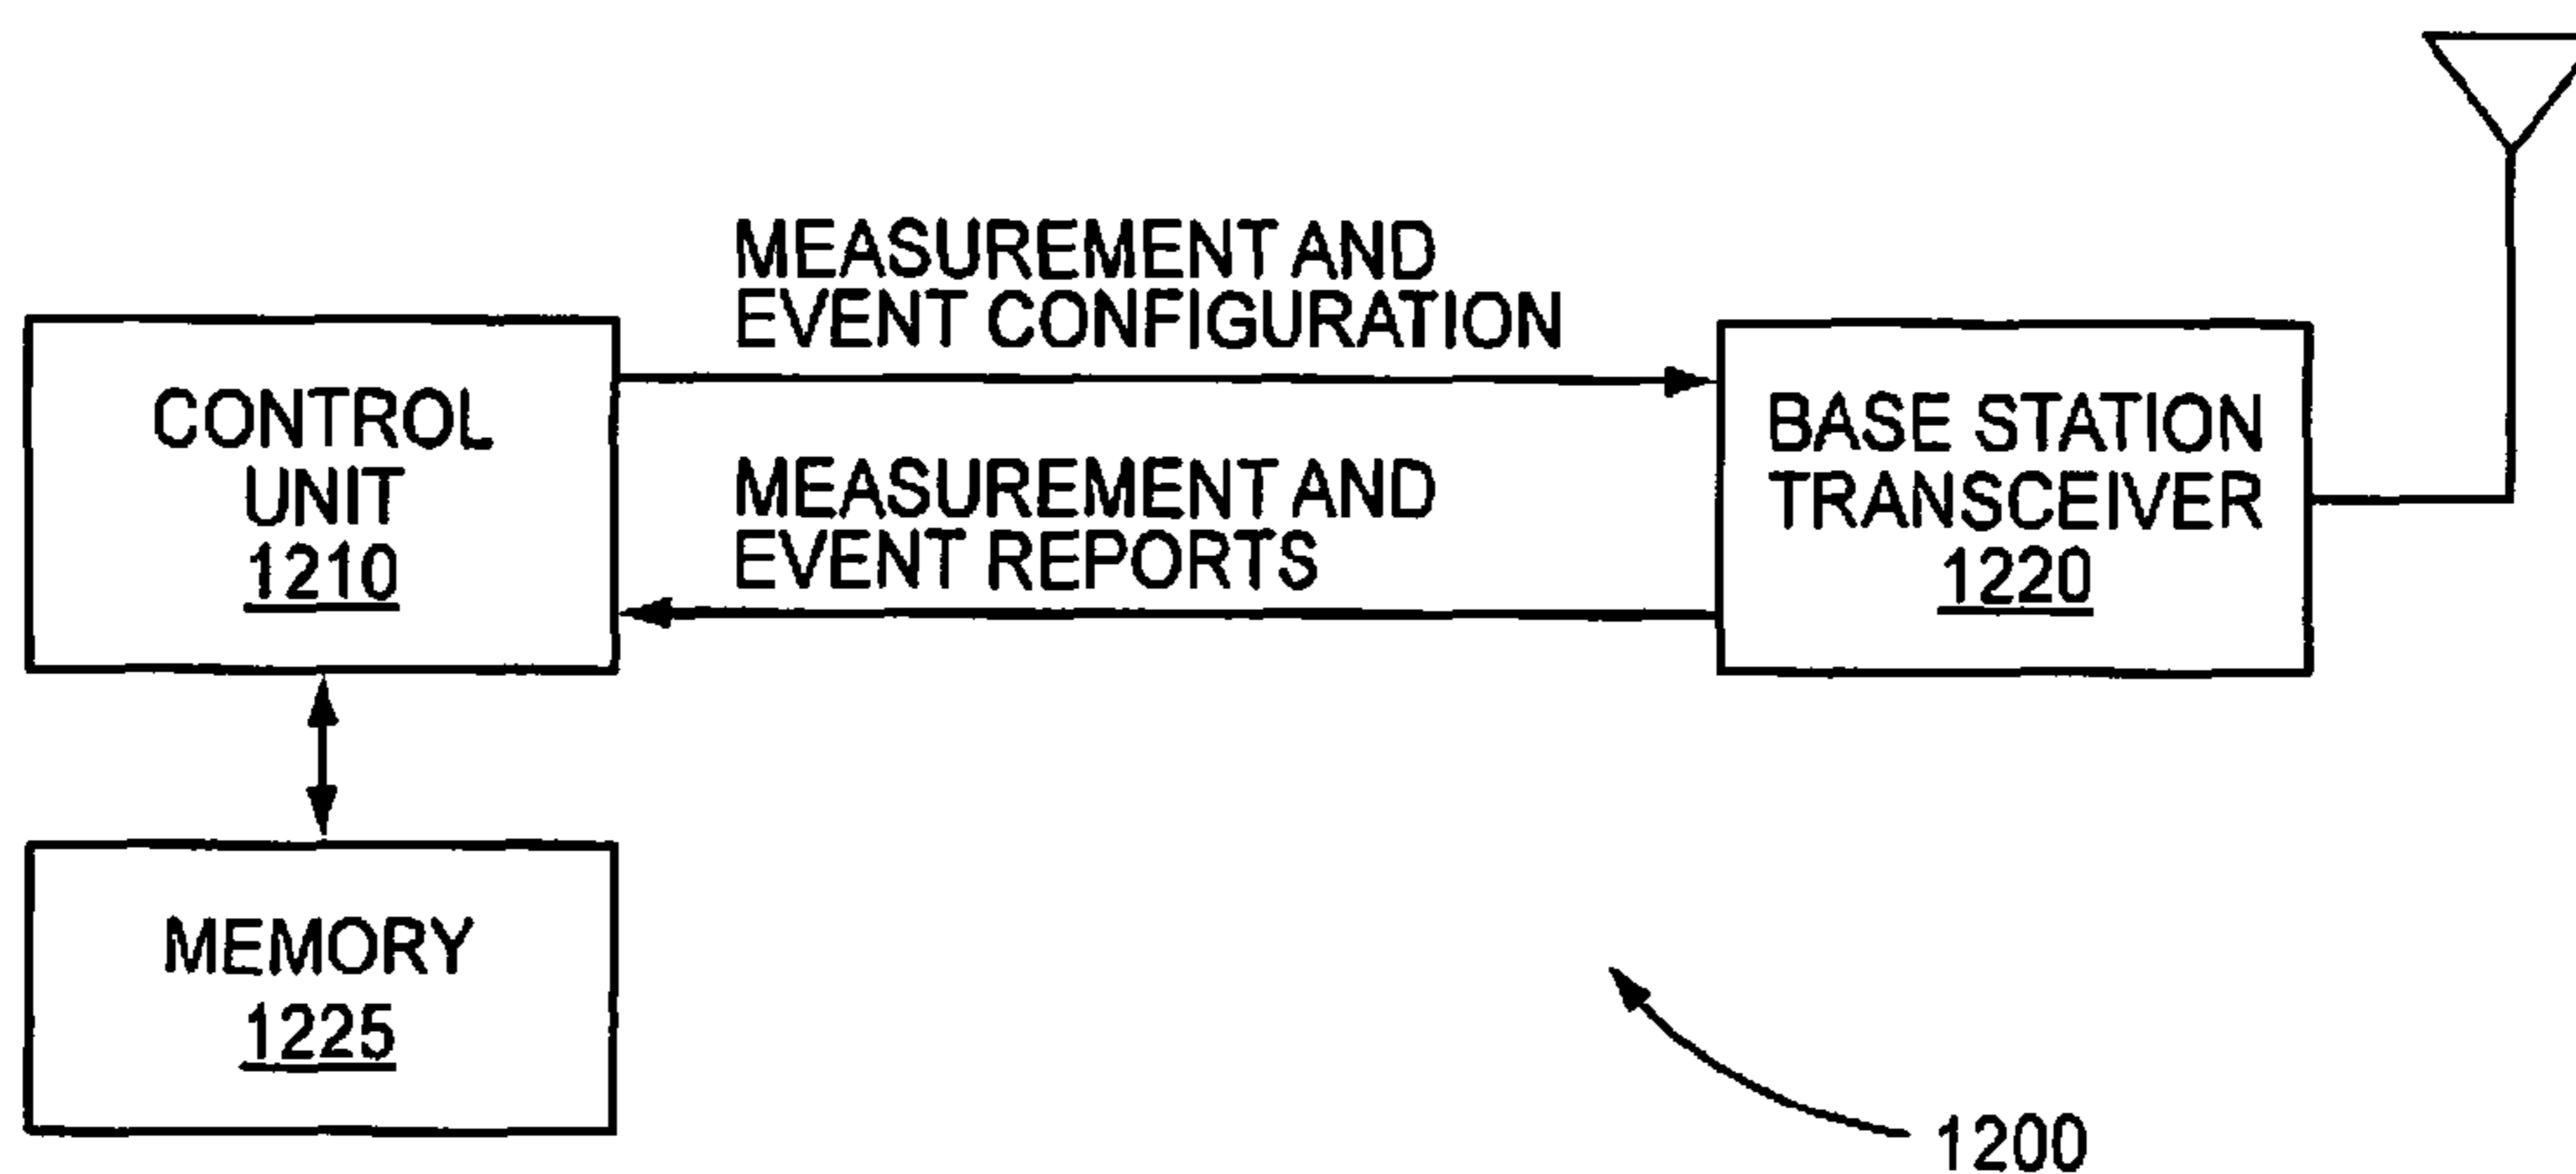 MEASUREMENT AND
EVENT CONFIGURATION
CONTROL
UNIT
1210
MEASUREMENT AND
EVENT REPORTS
BASE STATION
TRANSCEIVER
1220
MEMORY
1225
1200